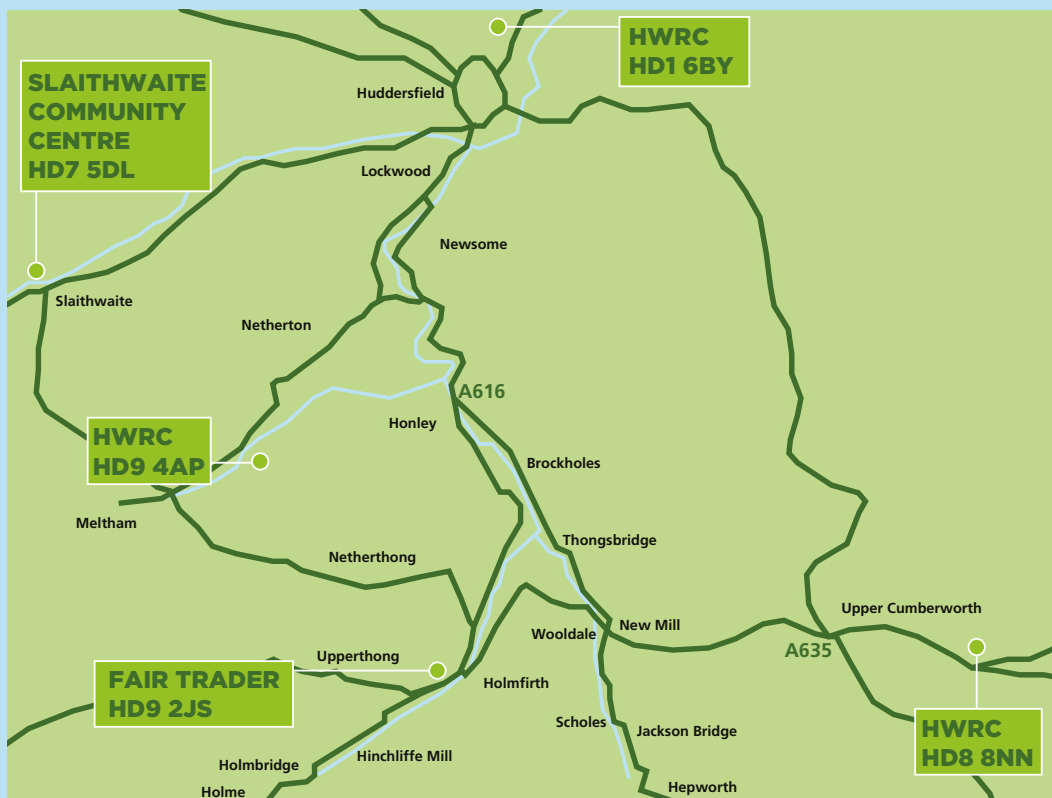 HWRC
HD1 6BY
SLAITHWAITE
COMMUNITY
CENTRE
HD7 5DL
Huddersfield
Lockwood
Newsome
Slaithwaite
Netherton
A616
Honley
HWRC
HD9 4AP
Brockholes
Meltham
Thongsbridge
Netherthong
Upper Cumberworth
New Mill
Wooldale
A635
Upperthong
FAIR TRADER
HD9 2JS
Holmfirth
Scholes
Jackson Bridge
HWRC
HD8 8NN
Hinchliffe Mill
Holmbridge
Hepworth
Holme